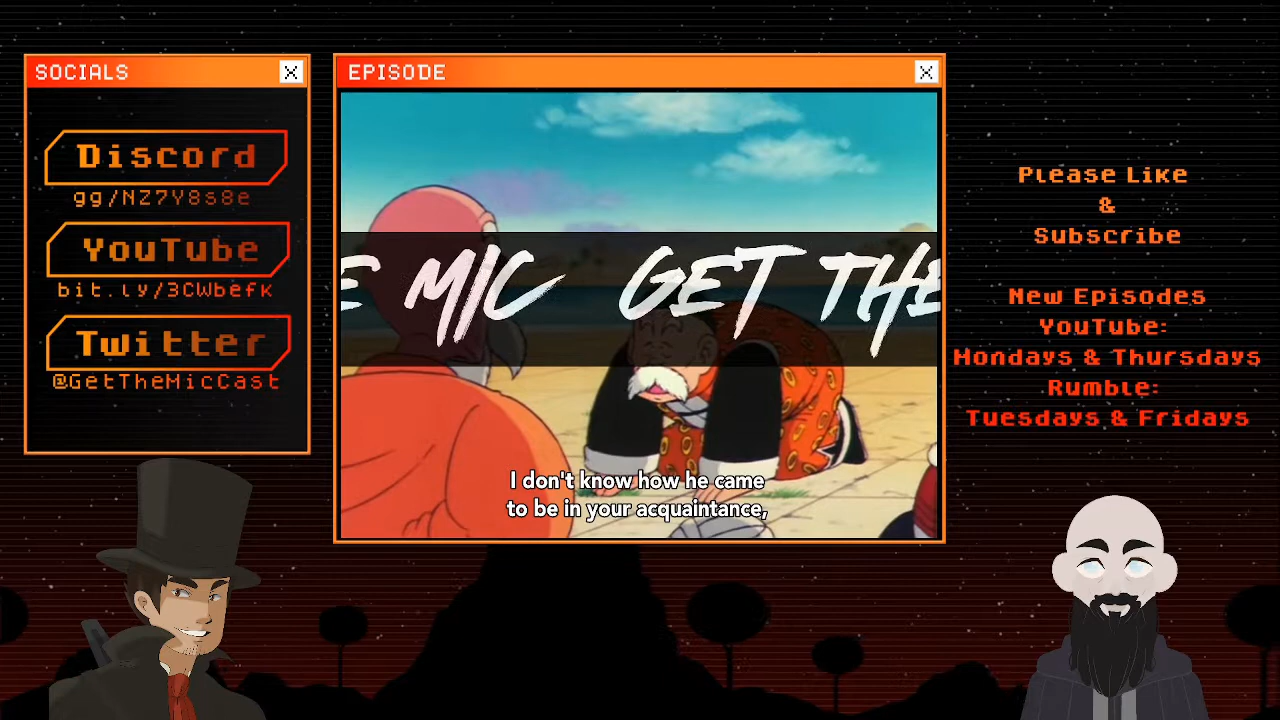 SOCIALS
Discord
gg/NZ7Y8s8e
YouTube
bit.ly/3CWbefK
Twitter
@GetTheMicCast
EPISODE
E MIC GET THE
I don't know how he came
to be in your acquaintance,
Please Like
&
Subscribe
New Episodes
YouTube:
Mondays & Thursdays
Rumble:
Tuesdays & Fridays